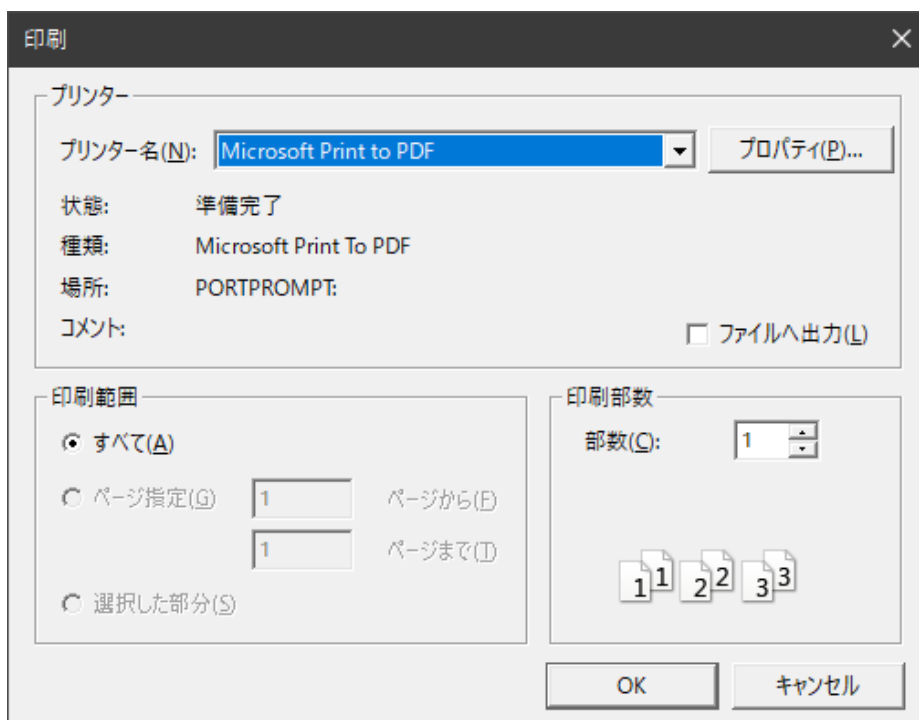 印刷
プリンター
プリンター名(N): Microsoft Print to PDF プロパティ(P)...
状態: 準備完了
種類: Microsoft Print To PDF
場所: PORTPROMPT:
コメント:
ファイルへ出力(L)
印刷範囲
すべて(A)
ページ指定(G) 1 ページから(F)
1 ページまで(T)
選択した部分(S)
印刷部数
部数(C): 1
1 1 2 2 3 3
OK キャンセル